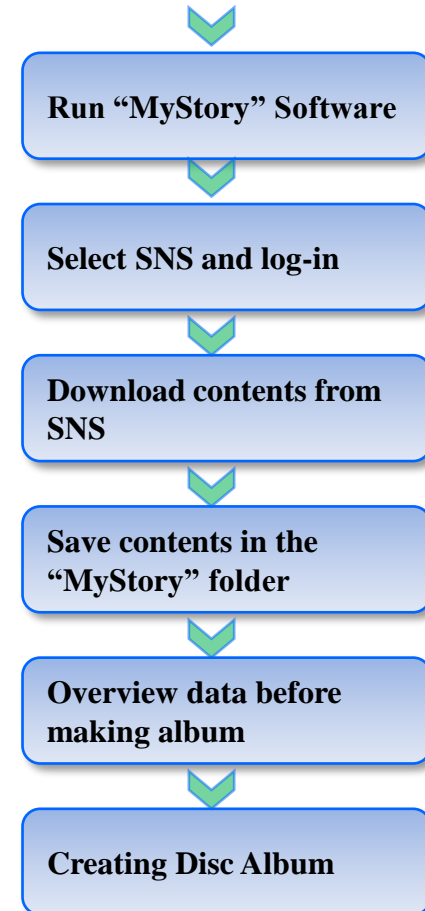 Run “MyStory” Software
Select SNS and log-in
Download contents from
SNS
Save contents in the
“MyStory” folder
Overview data before
making album
Creating Disc Album